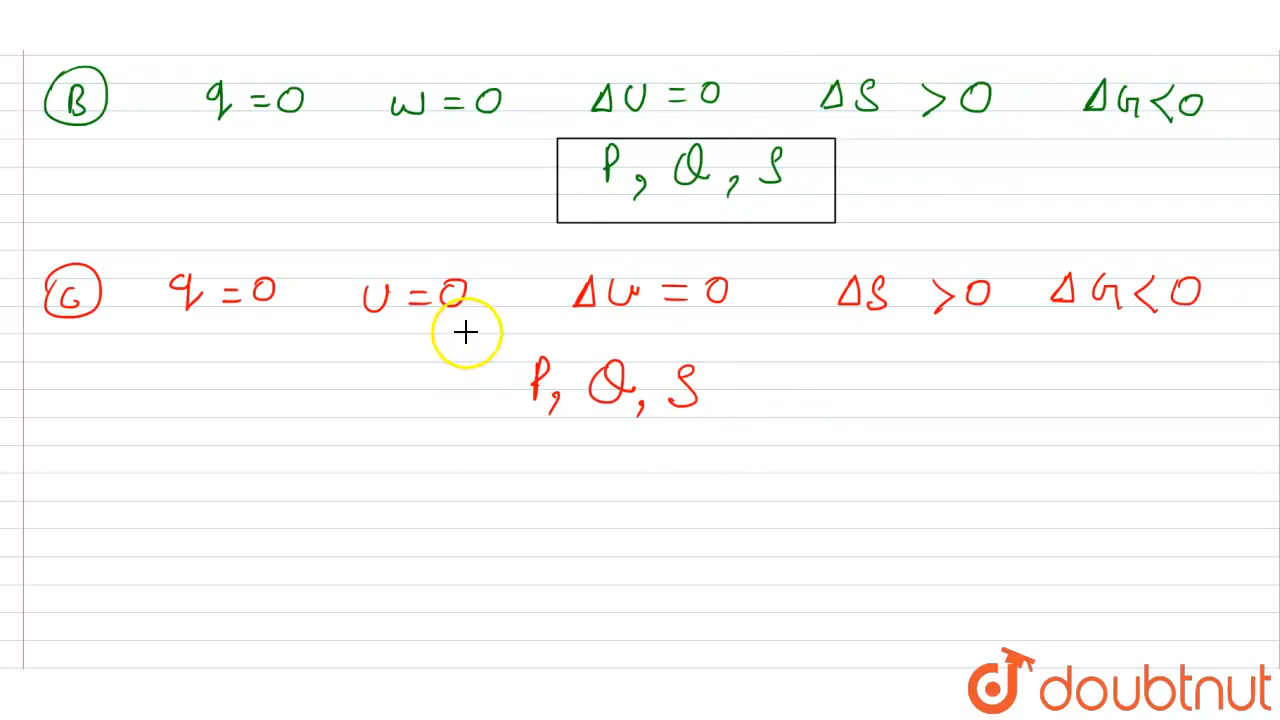 B q = 0 w = 0 ΔU = 0 ΔS > 0 ΔG < 0
P, Q, S
C q = 0 U = 0 ΔU = 0 ΔS > 0 ΔG < 0
P, Q, S
doubtnut